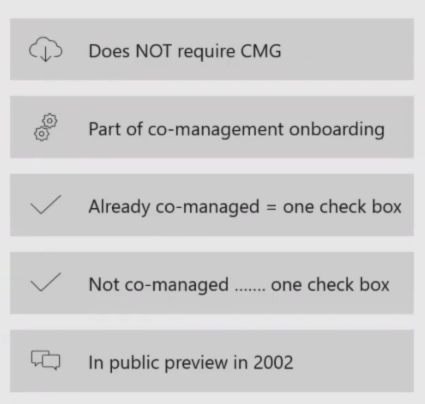 Does NOT require CMG
Part of co-management onboarding
Already co-managed = one check box
Not co-managed ....... one check box
In public preview in 2002